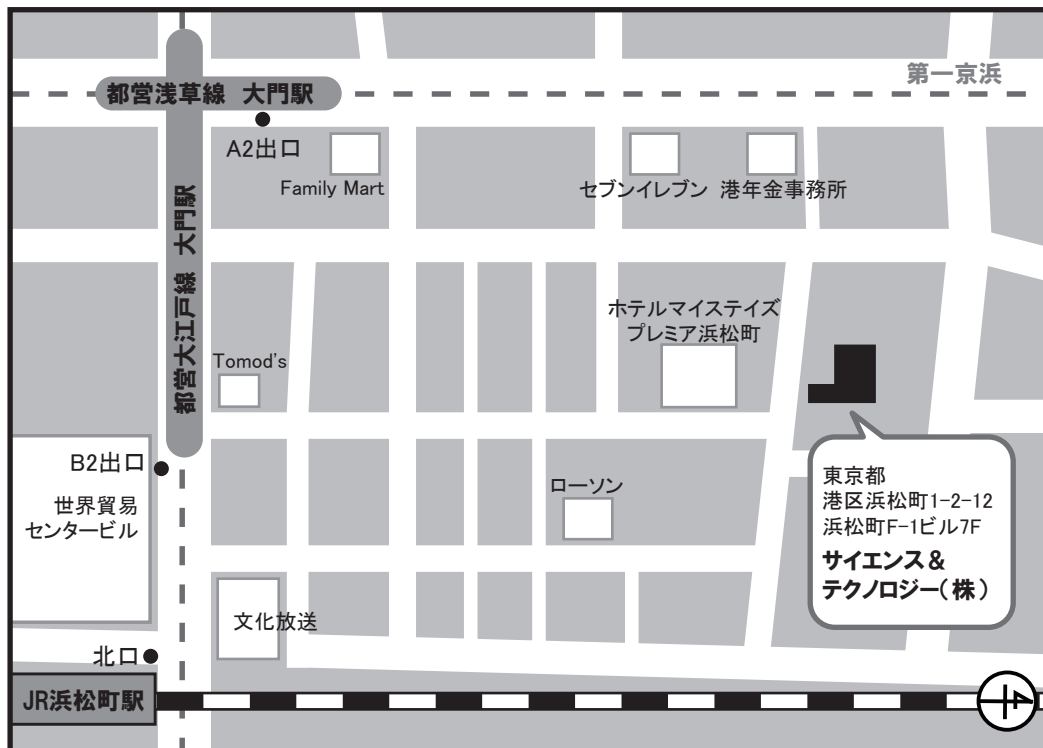 第一京浜
都営浅草線 大門駅
A2出口
Family Mart
セブンイレブン
港年金事務所
都営大江戸線 大門駅
ホテルマイステイズ
プレミア浜松町
Tomod's
B2出口
世界貿易
センタービル
ローソン
東京都
港区浜松町1-2-12
浜松町F-1ビル7F
サイエンス&
テクノロジー(株)
文化放送
北口
JR浜松町駅